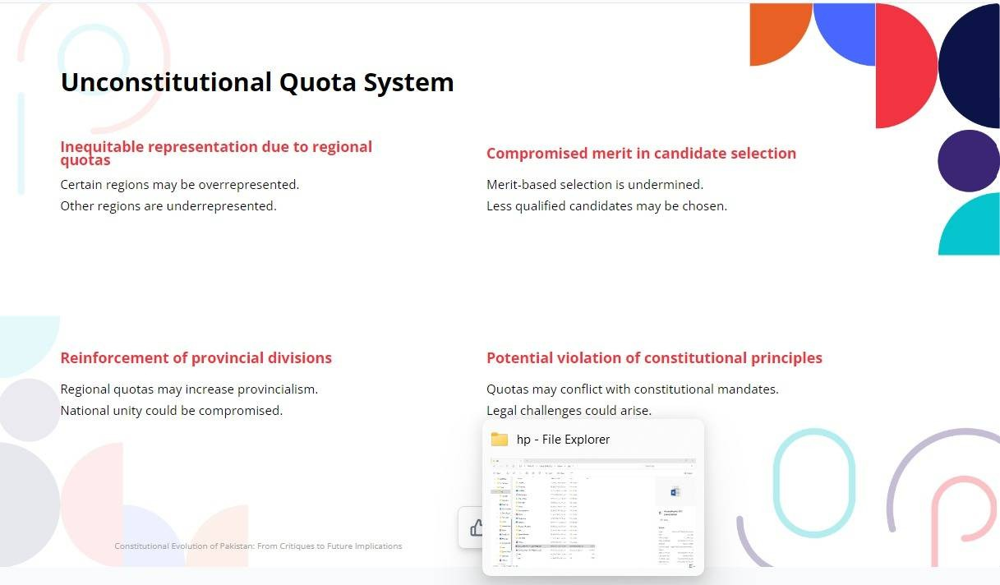 Unconstitutional Quota System
Inequitable representation due to regional
quotas
Certain regions may be overrepresented.
Other regions are underrepresented.
Compromised merit in candidate selection
Merit-based selection is undermined.
Less qualified candidates may be chosen.
Reinforcement of provincial divisions
Regional quotas may increase provincialism.
National unity could be compromised.
Potential violation of constitutional principles
Quotas may conflict with constitutional mandates.
Legal challenges could arise.
hp - File Explorer
Constitutional Evolution of Pakistan: From Critiques to Future Implications